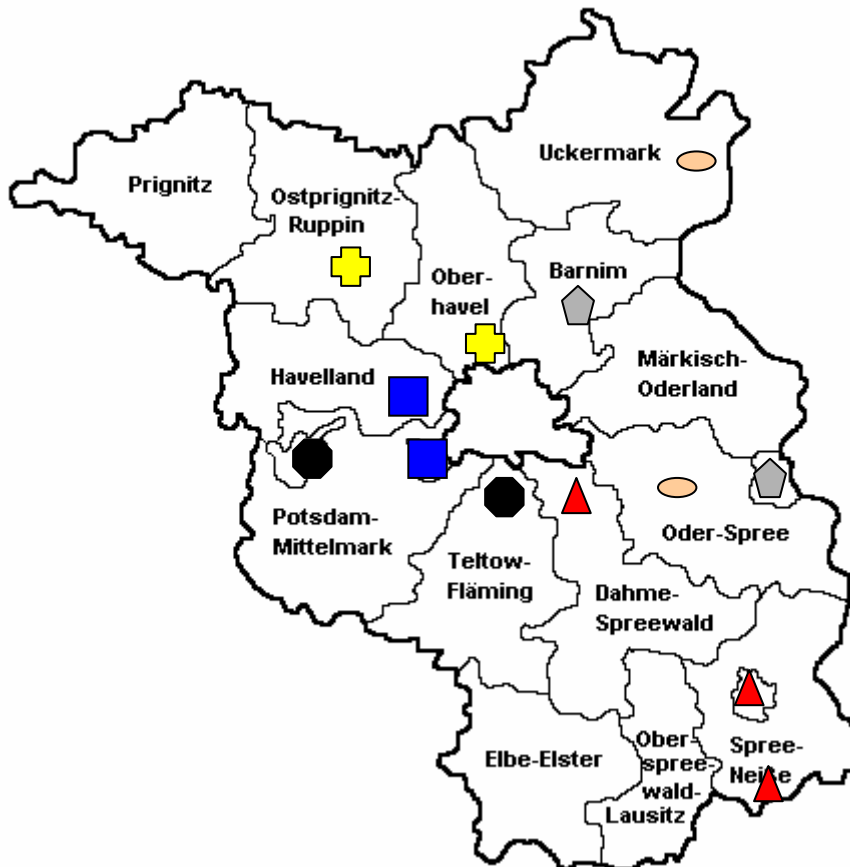 Uckermark
Prignitz
Ostprignitz-
Ruppin
Ober-
havel
Barnim
Havelland
Märkisch-
Oderland
Potsdam-
Mittelmark
Teltow-
Fläming
Oder-Spree
Dahme-
Spreewald
Elbe-Elster
Ober-
spree-
wald-
Lausitz
Spree-
Neiße